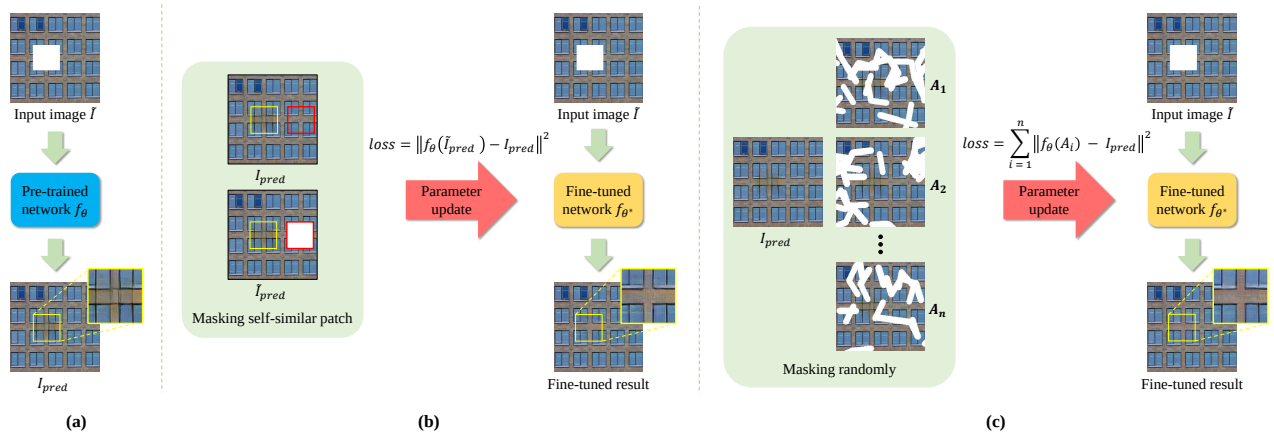 Input image Ĩ
Pre-trained
network f_θ
I_pred
(a)
I_pred
Ĩ_pred
Masking self-similar patch
loss = ‖f_θ(Ĩ_pred) − I_pred‖²
Parameter
update
Input image Ĩ
Fine-tuned
network f_θ*
Fine-tuned result
(b)
I_pred
A_1
A_2
A_n
Masking randomly
loss = ∑_{i = 1}^{n} ‖f_θ(A_i) − I_pred‖²
Parameter
update
Input image Ĩ
Fine-tuned
network f_θ*
Fine-tuned result
(c)